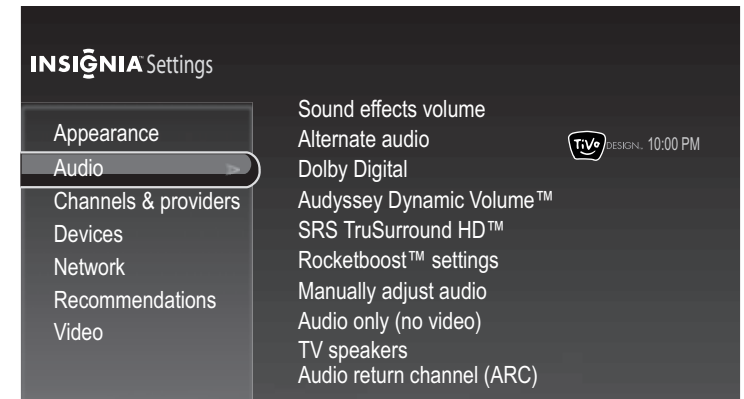 INSIGNIA Settings
Appearance
Audio
Channels & providers
Devices
Network
Recommendations
Video
Sound effects volume
Alternate audio
Dolby Digital
Audyssey Dynamic Volume™
SRS TruSurround HD™
Rocketboost™ settings
Manually adjust audio
Audio only (no video)
TV speakers
Audio return channel (ARC)
TiVo DESIGN™ 10:00 PM